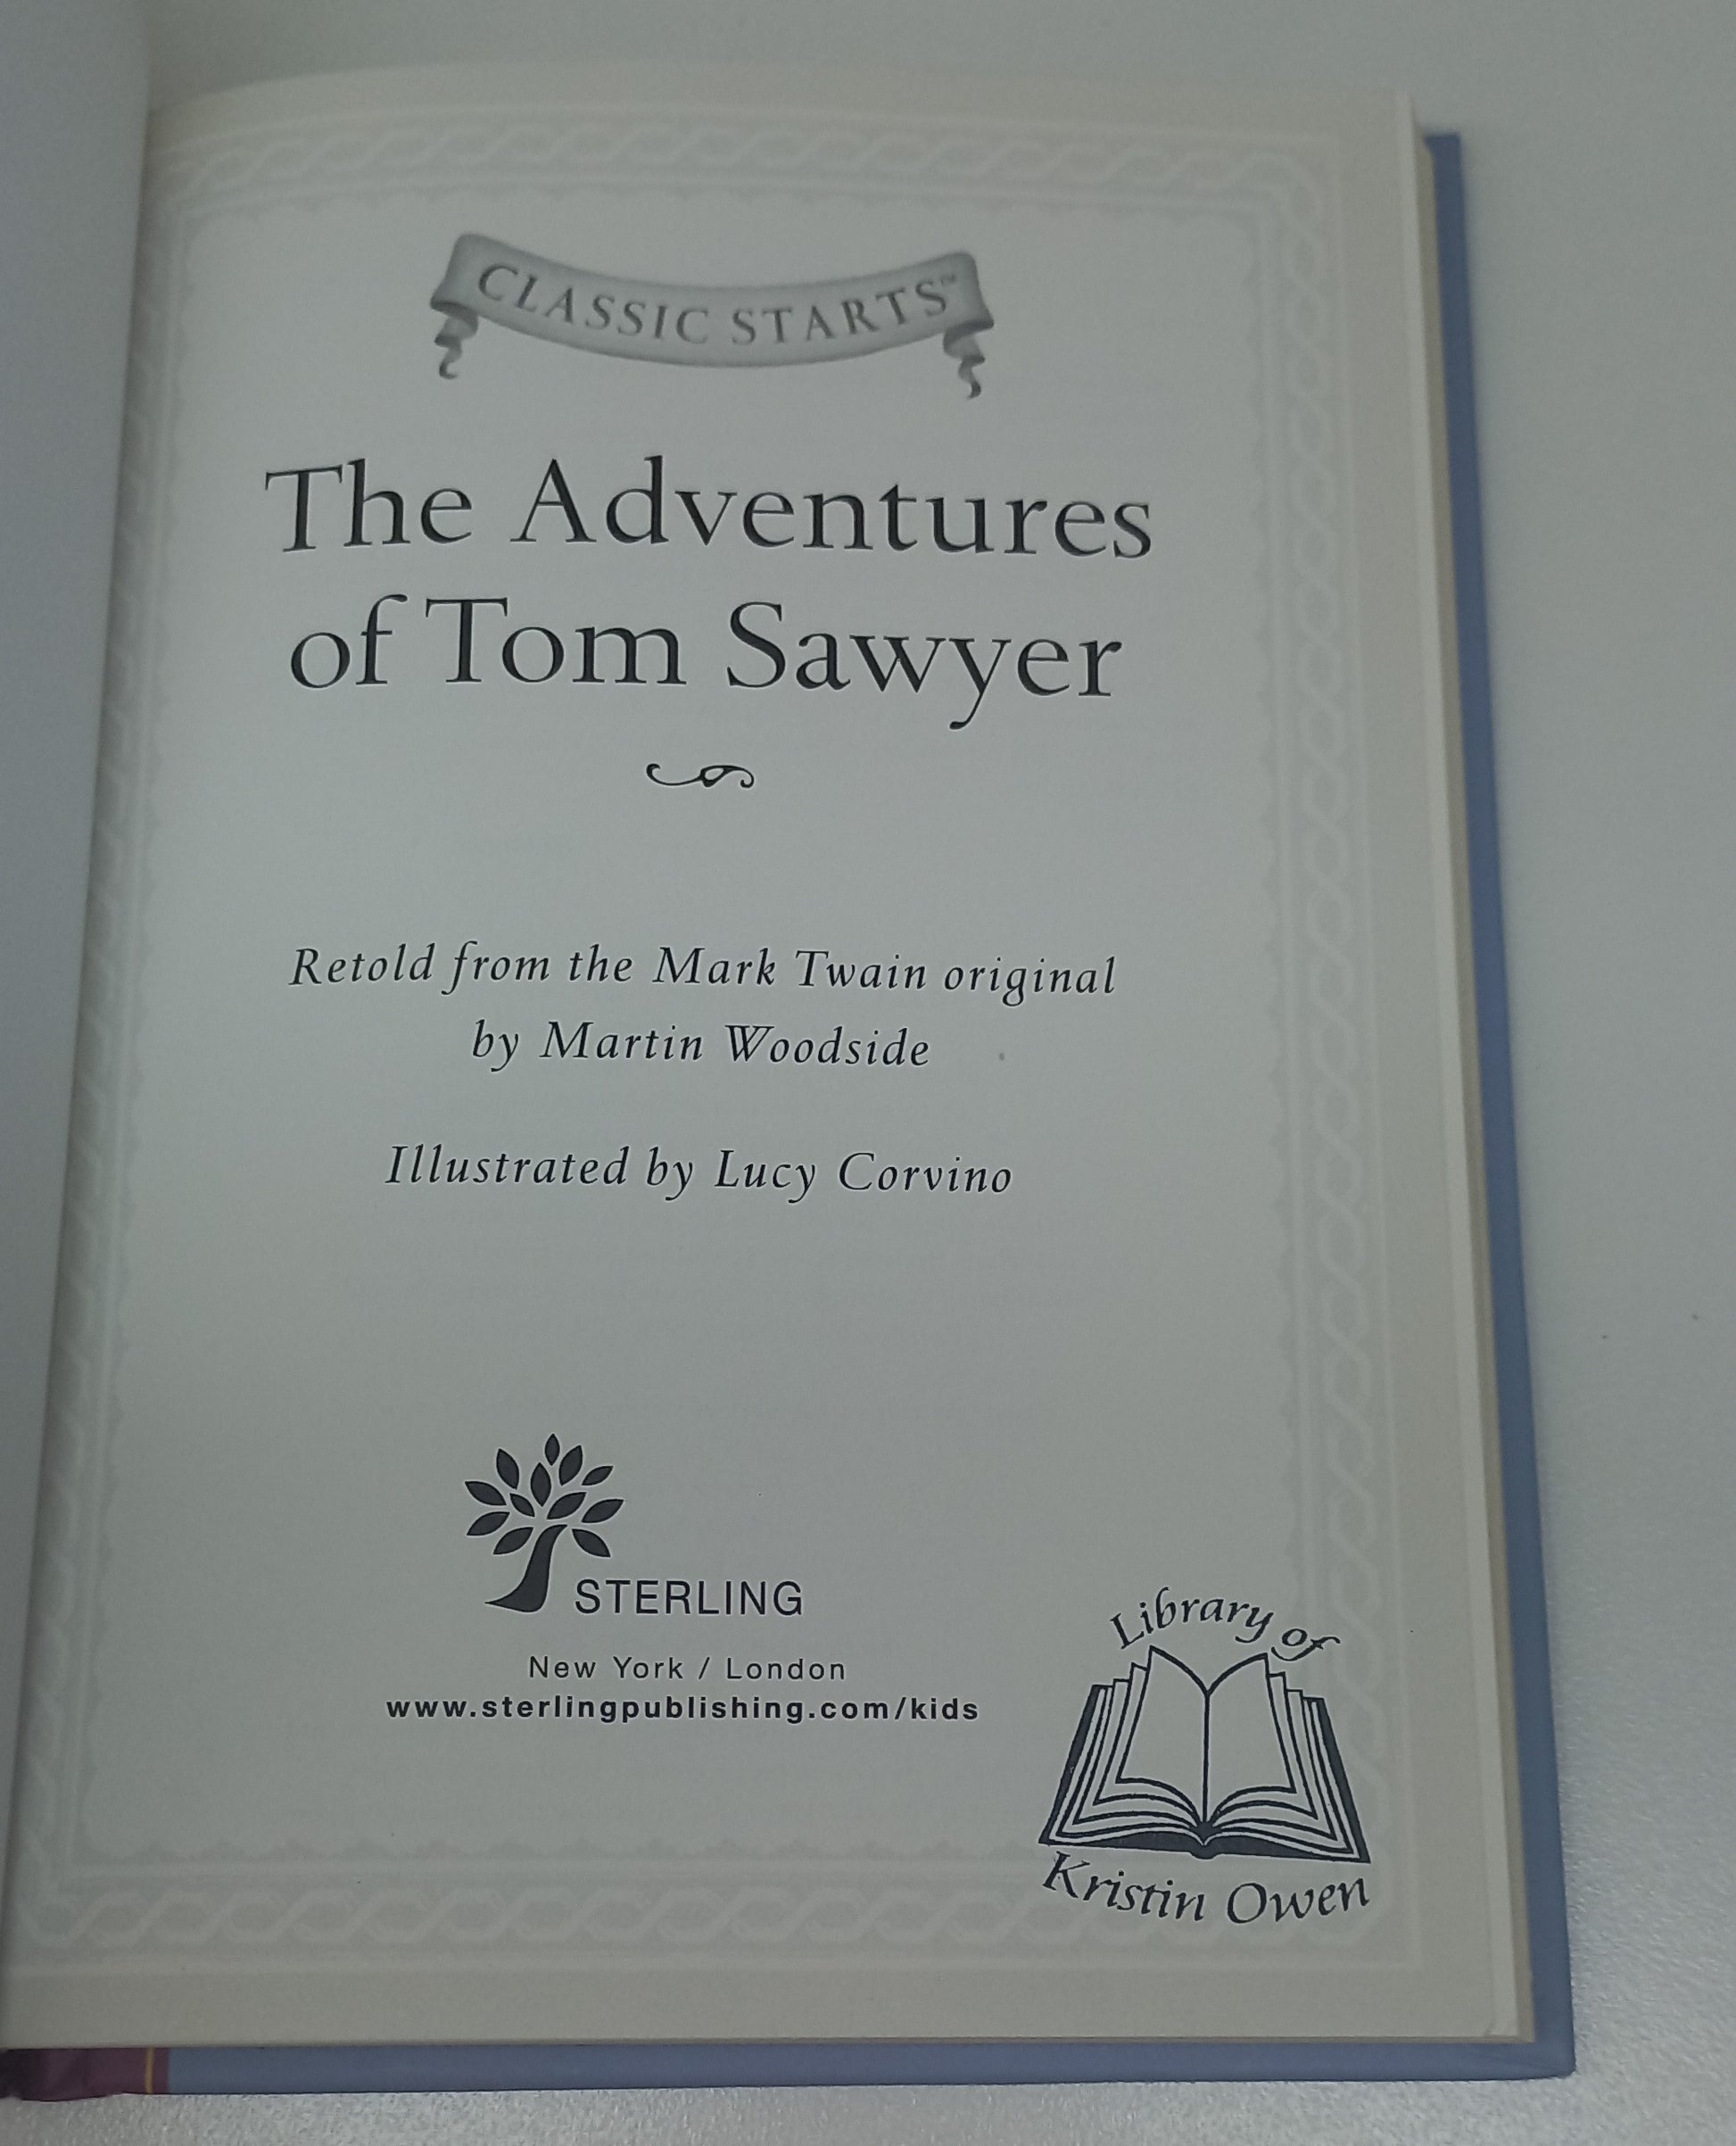 CLASSIC STARTS™
The Adventures
of Tom Sawyer
Retold from the Mark Twain original
by Martin Woodside
Illustrated by Lucy Corvino
STERLING
New York / London
www.sterlingpublishing.com/kids
Library of
Kristin Owen